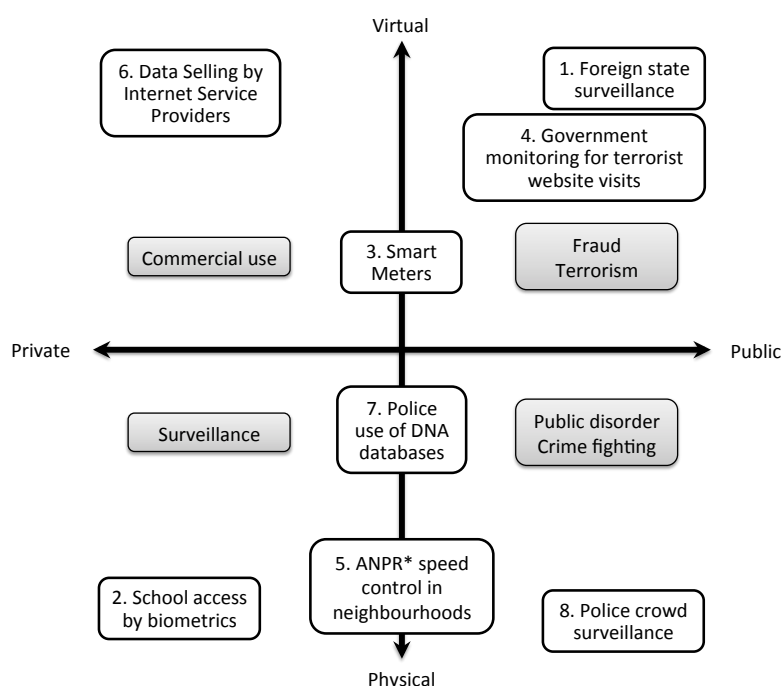 Virtual
6. Data Selling by
Internet Service
Providers
1. Foreign state
surveillance
4. Government
monitoring for terrorist
website visits
Commercial use
3. Smart
Meters
Fraud
Terrorism
Private
Public
Surveillance
7. Police
use of DNA
databases
Public disorder
Crime fighting
2. School access
by biometrics
5. ANPR* speed
control in
neighbourhoods
8. Police crowd
surveillance
Physical